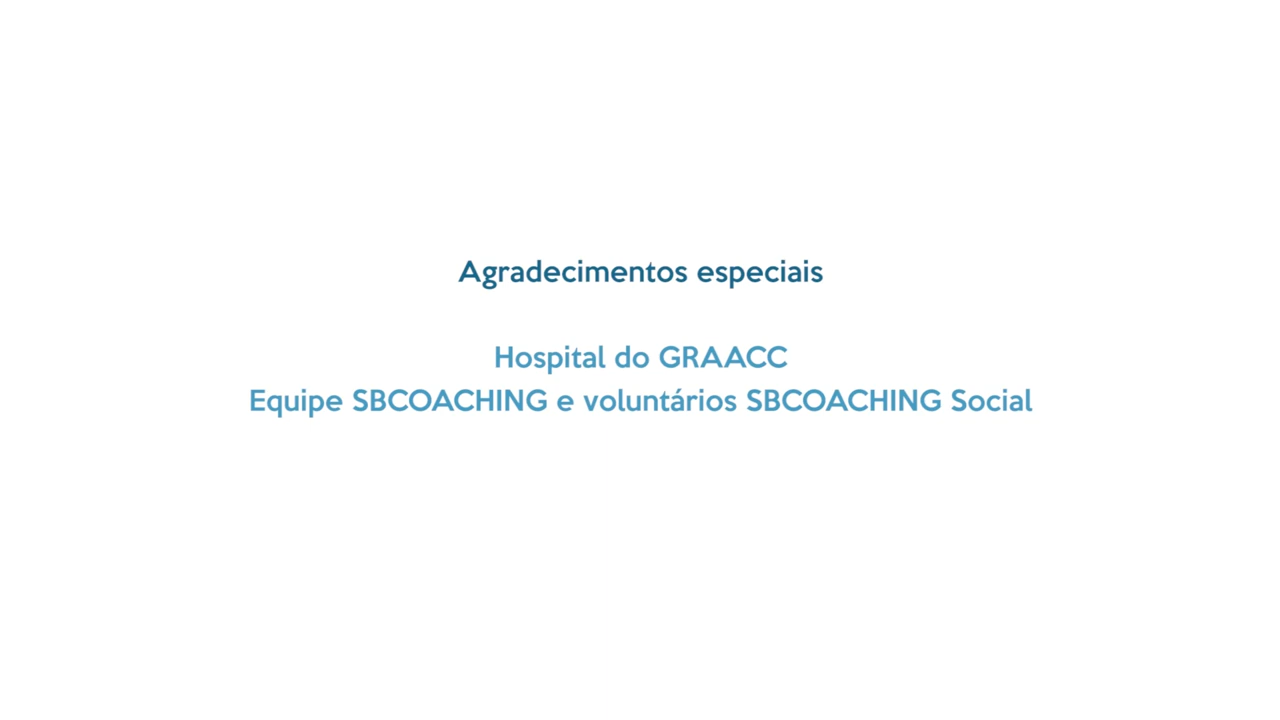 Agradecimentos especiais
Hospital do GRAACC
Equipe SBCOACHING e voluntários SBCOACHING Social